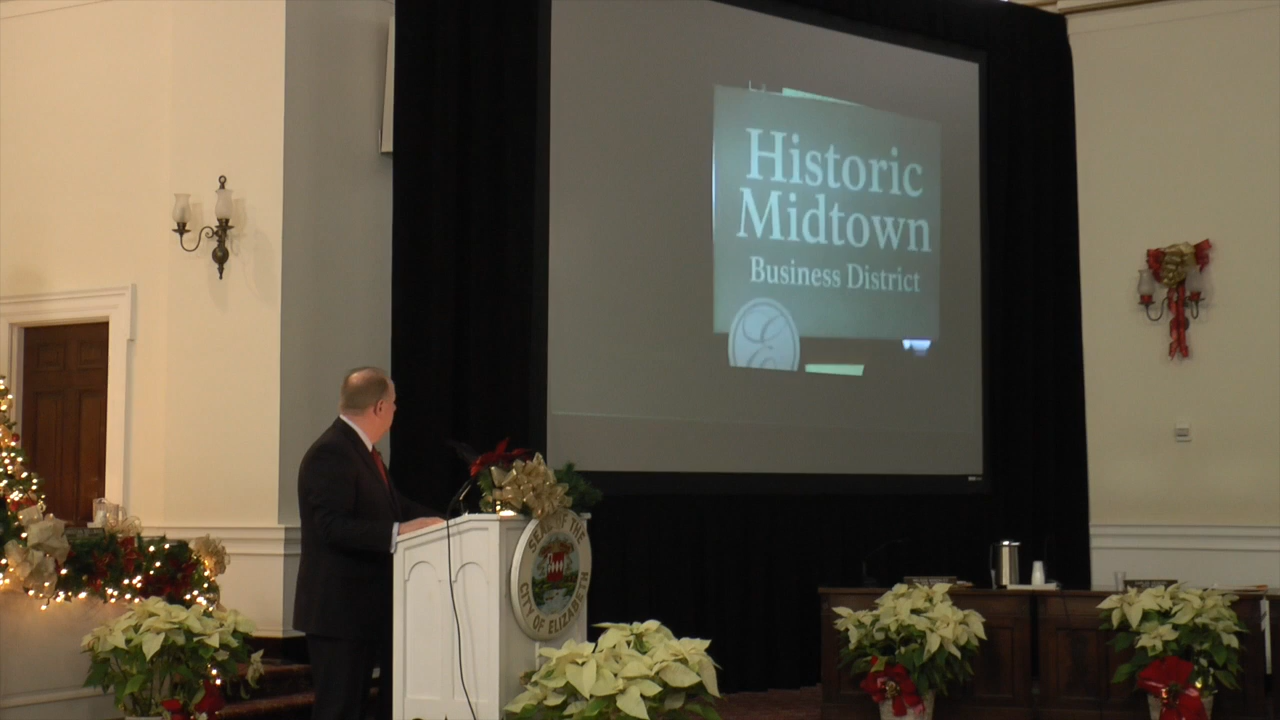 Historic
Midtown
Business District
E
SEAL OF THE
CITY OF ELIZABETH